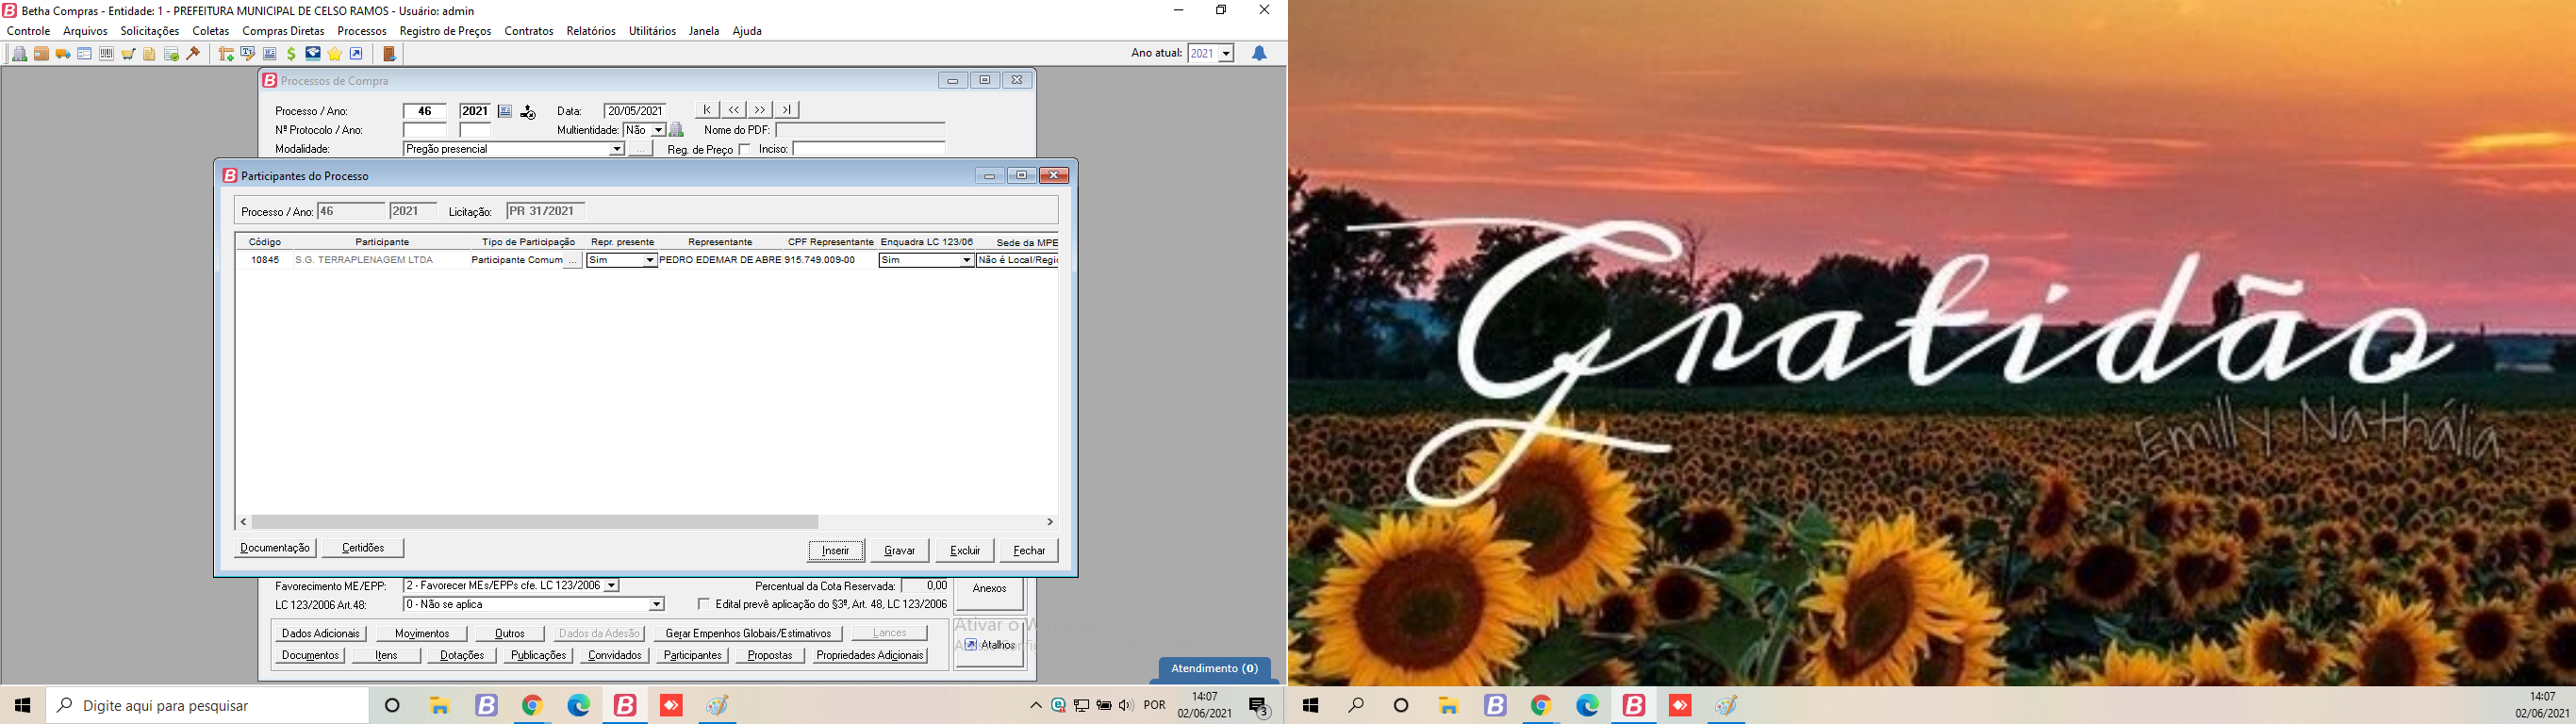 Betha Compras - Entidade: 1 - PREFEITURA MUNICIPAL DE CELSO RAMOS - Usuário: admin
Controle Arquivos Solicitações Coletas Compras Diretas Processos Registro de Preços Contratos Relatórios Utilitários Janela Ajuda
Ano atual: 2021
Processos de Compra
Processo / Ano: 46 2021 Data: 20/05/2021 << >>
Nº Protocolo / Ano: Multientidade: Não Nome do PDF:
Modalidade: Pregão presencial ... Reg. de Preço Inciso:
Participantes do Processo
Processo / Ano: 46 2021 Licitação: PR 31/2021
Código Participante Tipo de Participação Repr. presente Representante CPF Representante Enquadra LC 123/06 Sede da MPE
10845 S.G. TERRAPLENAGEM LTDA Participante Comum ... Sim PEDRO EDEMAR DE ABRE 915.749.009-00 Sim Não é Local/Regi
Documentação Certidões Inserir Gravar Excluir Fechar
Favorecimento ME/EPP: 2 - Favorecer MEs/EPPs cfe. LC 123/2006 Percentual da Cota Reservada: 0,00 Anexos
LC 123/2006 Art.48: 0 - Não se aplica Edital prevê aplicação do §3º, Art. 48, LC 123/2006
Dados Adicionais Movimentos Outros Dados da Adesão Gerar Empenhos Globais/Estimativos Lances
Ativar o W
Documentos Itens Dotações Publicações Convidados Participantes Propostas Propriedades Adicionais Atalhos
Atendimento (0)
Digite aqui para pesquisar
POR 14:07
02/06/2021 3
Gratidão
Emilly Nathália
14:07
02/06/2021